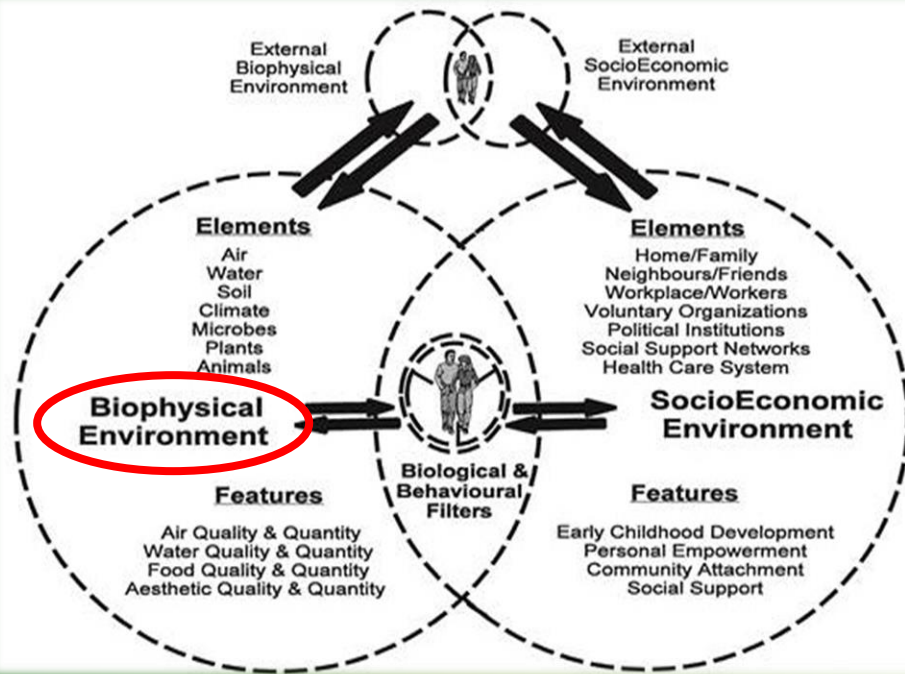 External
Biophysical
Environment
External
SocioEconomic
Environment
Elements
Air
Water
Soil
Climate
Microbes
Plants
Animals
Biophysical
Environment
Features
Air Quality & Quantity
Water Quality & Quantity
Food Quality & Quantity
Aesthetic Quality & Quantity
Biological &
Behavioural
Filters
Elements
Home/Family
Neighbours/Friends
Workplace/Workers
Voluntary Organizations
Political Institutions
Social Support Networks
Health Care System
SocioEconomic
Environment
Features
Early Childhood Development
Personal Empowerment
Community Attachment
Social Support